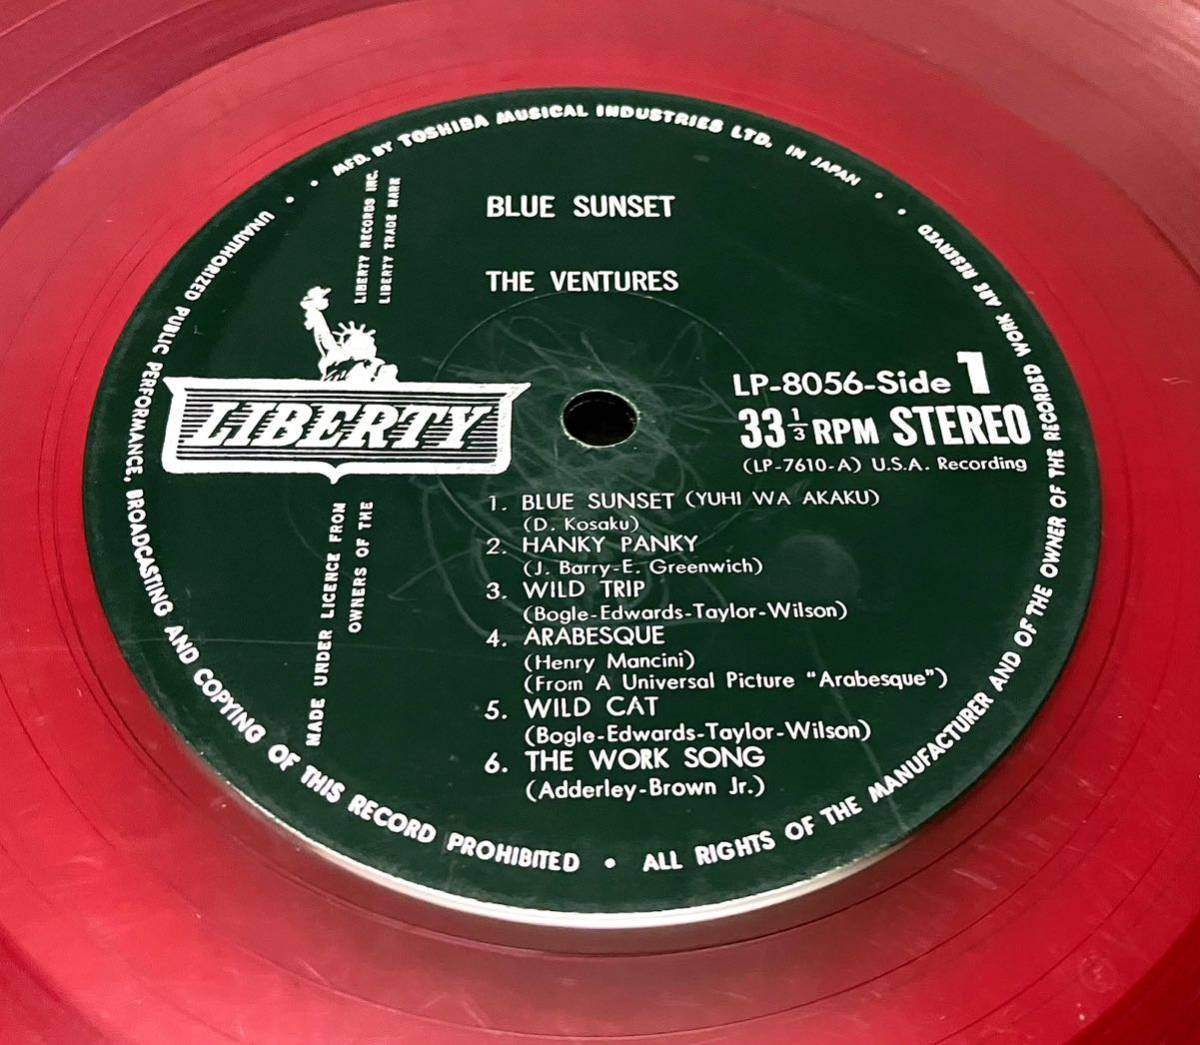 MFD. BY TOSHIBA MUSICAL INDUSTRIES LTD. IN JAPAN
BLUE SUNSET
THE VENTURES
LIBERTY RECORDS INC.
LIBERTY TRADE MARK
LIBERTY
LP-8056-Side 1
33 1/3 RPM STEREO
(LP-7610-A) U.S.A. Recording
1. BLUE SUNSET (YUHI WA AKAKU)
(D. Kosaku)
2. HANKY PANKY
(J. Barry-E. Greenwich)
3. WILD TRIP
(Bogle-Edwards-Taylor-Wilson)
4. ARABESQUE
(Henry Mancini)
(From A Universal Picture "Arabesque")
5. WILD CAT
(Bogle-Edwards-Taylor-Wilson)
6. THE WORK SONG
(Adderley-Brown Jr.)
MADE UNDER LICENCE FROM
OWNERS OF THE
UNAUTHORIZED PUBLIC PERFORMANCE, BROADCASTING AND COPYING OF THIS RECORD PROHIBITED • ALL RIGHTS OF THE MANUFACTURER AND OF THE OWNER OF THE RECORDED WORK ARE RESERVED